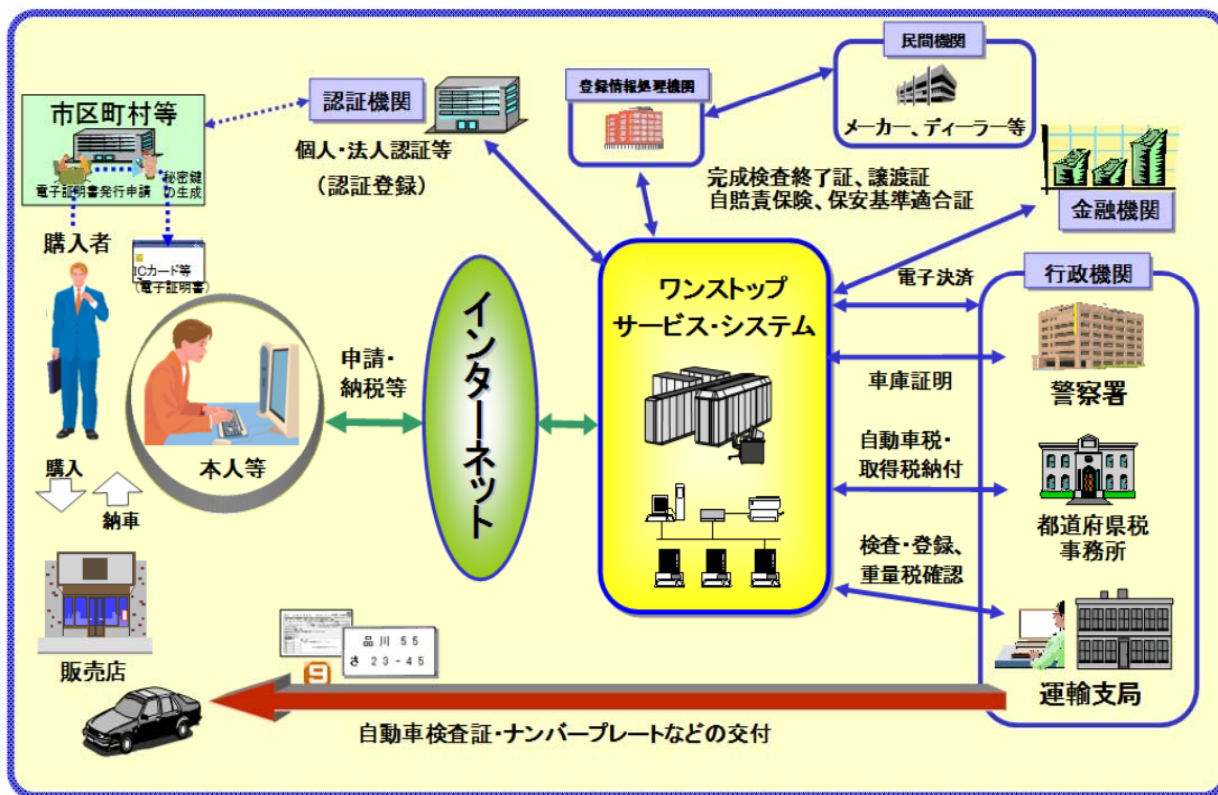 市区町村等
電子証明書発行申請
秘密鍵
の生成
認証機関
個人・法人認証等
（認証登録）
登録情報処理機関
民間機関
メーカー、ディーラー等
完成検査終了証、譲渡証
自賠責保険、保安基準適合証
金融機関
電子決済
購入者
ICカード等
（電子証明書）
本人等
申請・
納税等
インターネット
ワンストップ
サービス・システム
行政機関
警察署
車庫証明
自動車税・
取得税納付
都道府県税
事務所
検査・登録、
重量税確認
運輸支局
購入
納車
販売店
品川 55
さ 23-45
9
自動車検査証・ナンバープレートなどの交付